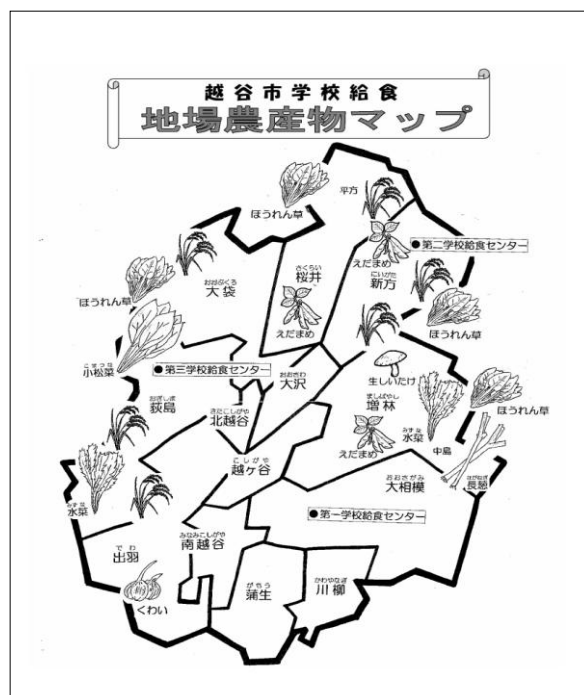 越谷市学校給食
地場農産物マップ
ほうれん草
平方
えだまめ
●第二学校給食センター
にいがた
新方
さくらい
桜井
えだまめ
おおぶくろ
大袋
ほうれん草
ほうれん草
こまつな
小松菜
●第三学校給食センター
おおさわ
大沢
生しいたけ
おぎしま
荻島
きたこしがや
北越谷
ましばやし
増林
みずな
水菜
中島
ほうれん草
えだまめ
こしがや
越ヶ谷
おおさがみ
大相模
ながねぎ
長葱
みずな
水菜
●第一学校給食センター
みなみこしがや
南越谷
でわ
出羽
がもう
蒲生
かわやなぎ
川柳
くわい